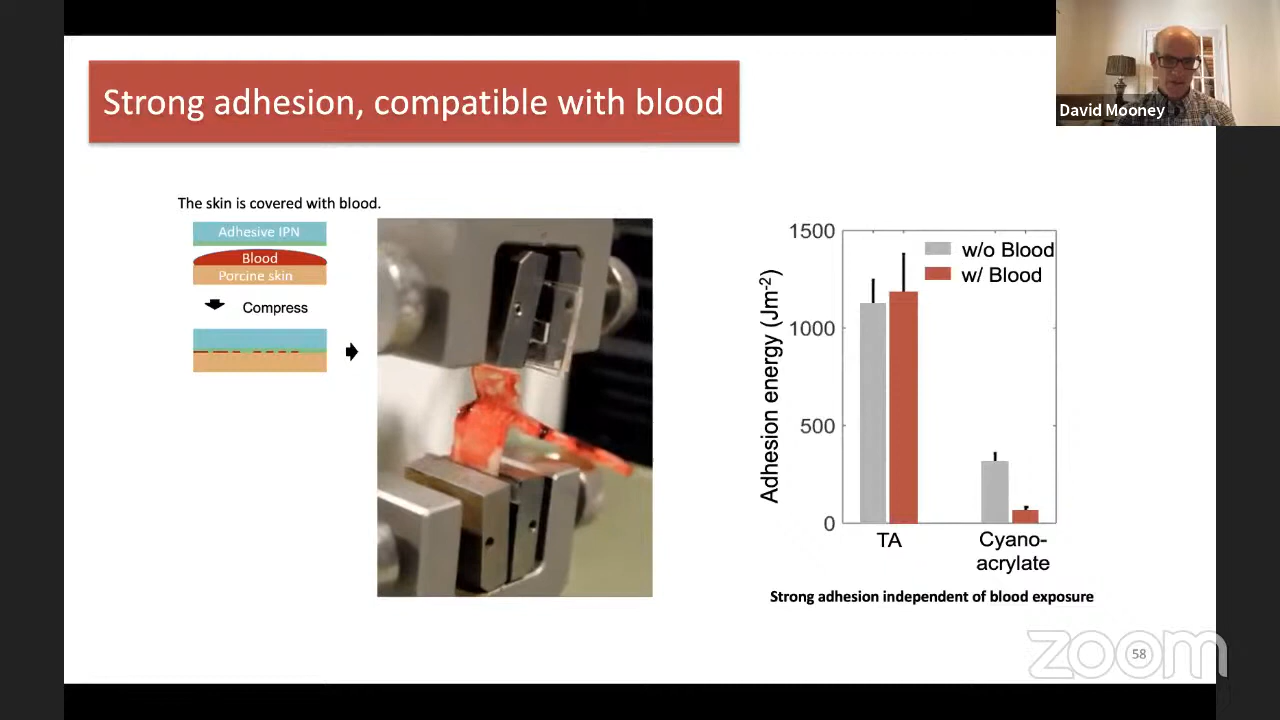 Strong adhesion, compatible with blood
David Mooney
The skin is covered with blood.
Adhesive IPN
Blood
Porcine skin
Compress
1500
1000
500
0
Adhesion energy (Jm-2)
w/o Blood
w/ Blood
TA
Cyano-
acrylate
Strong adhesion independent of blood exposure
58
zoom